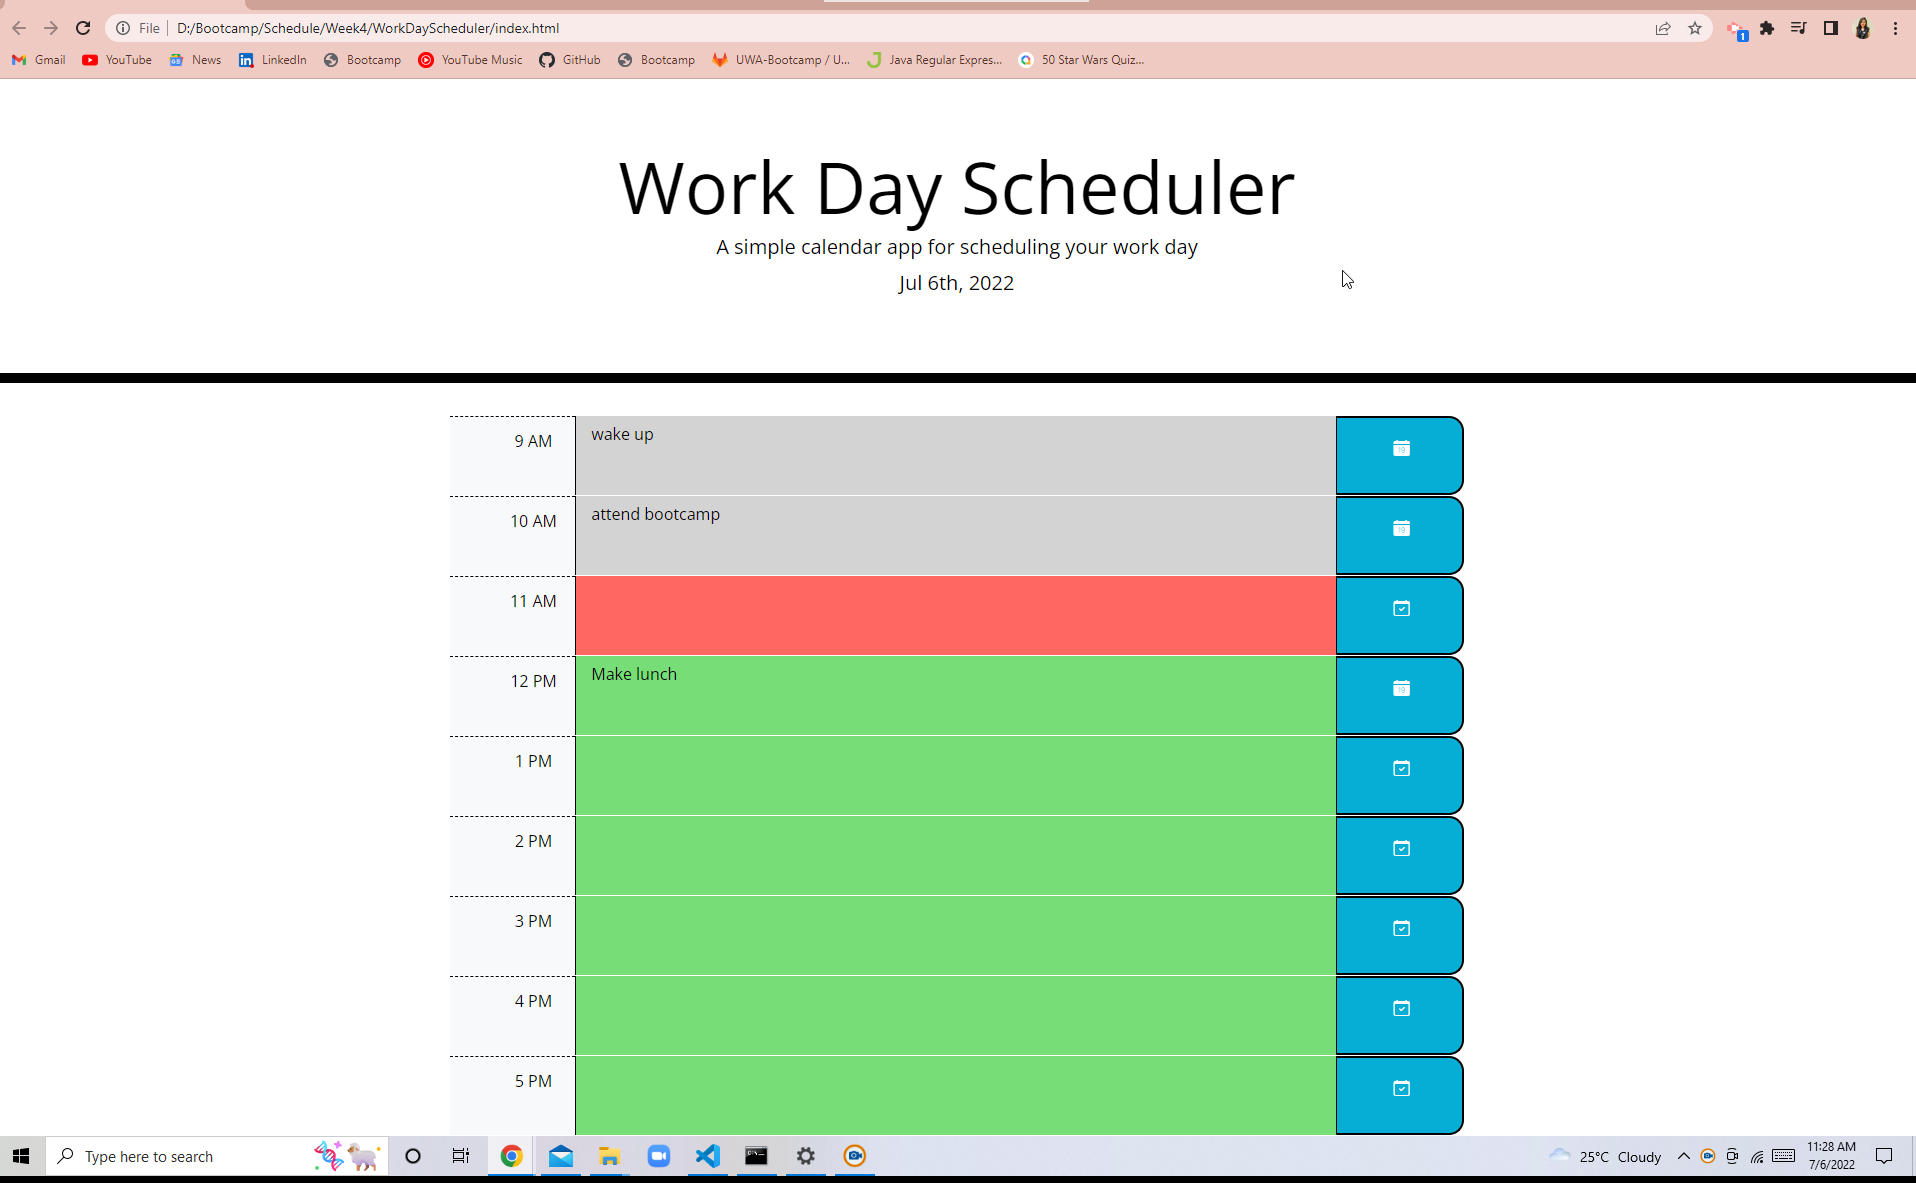 File D:/Bootcamp/Schedule/Week4/WorkDayScheduler/index.html
1
Gmail YouTube News LinkedIn Bootcamp YouTube Music GitHub Bootcamp UWA-Bootcamp / U... Java Regular Expres... 50 Star Wars Quiz...
Work Day Scheduler
A simple calendar app for scheduling your work day
Jul 6th, 2022
9 AM wake up
10 AM attend bootcamp
11 AM
12 PM Make lunch
1 PM
2 PM
3 PM
4 PM
5 PM
Type here to search 25°C Cloudy 11:28 AM
7/6/2022